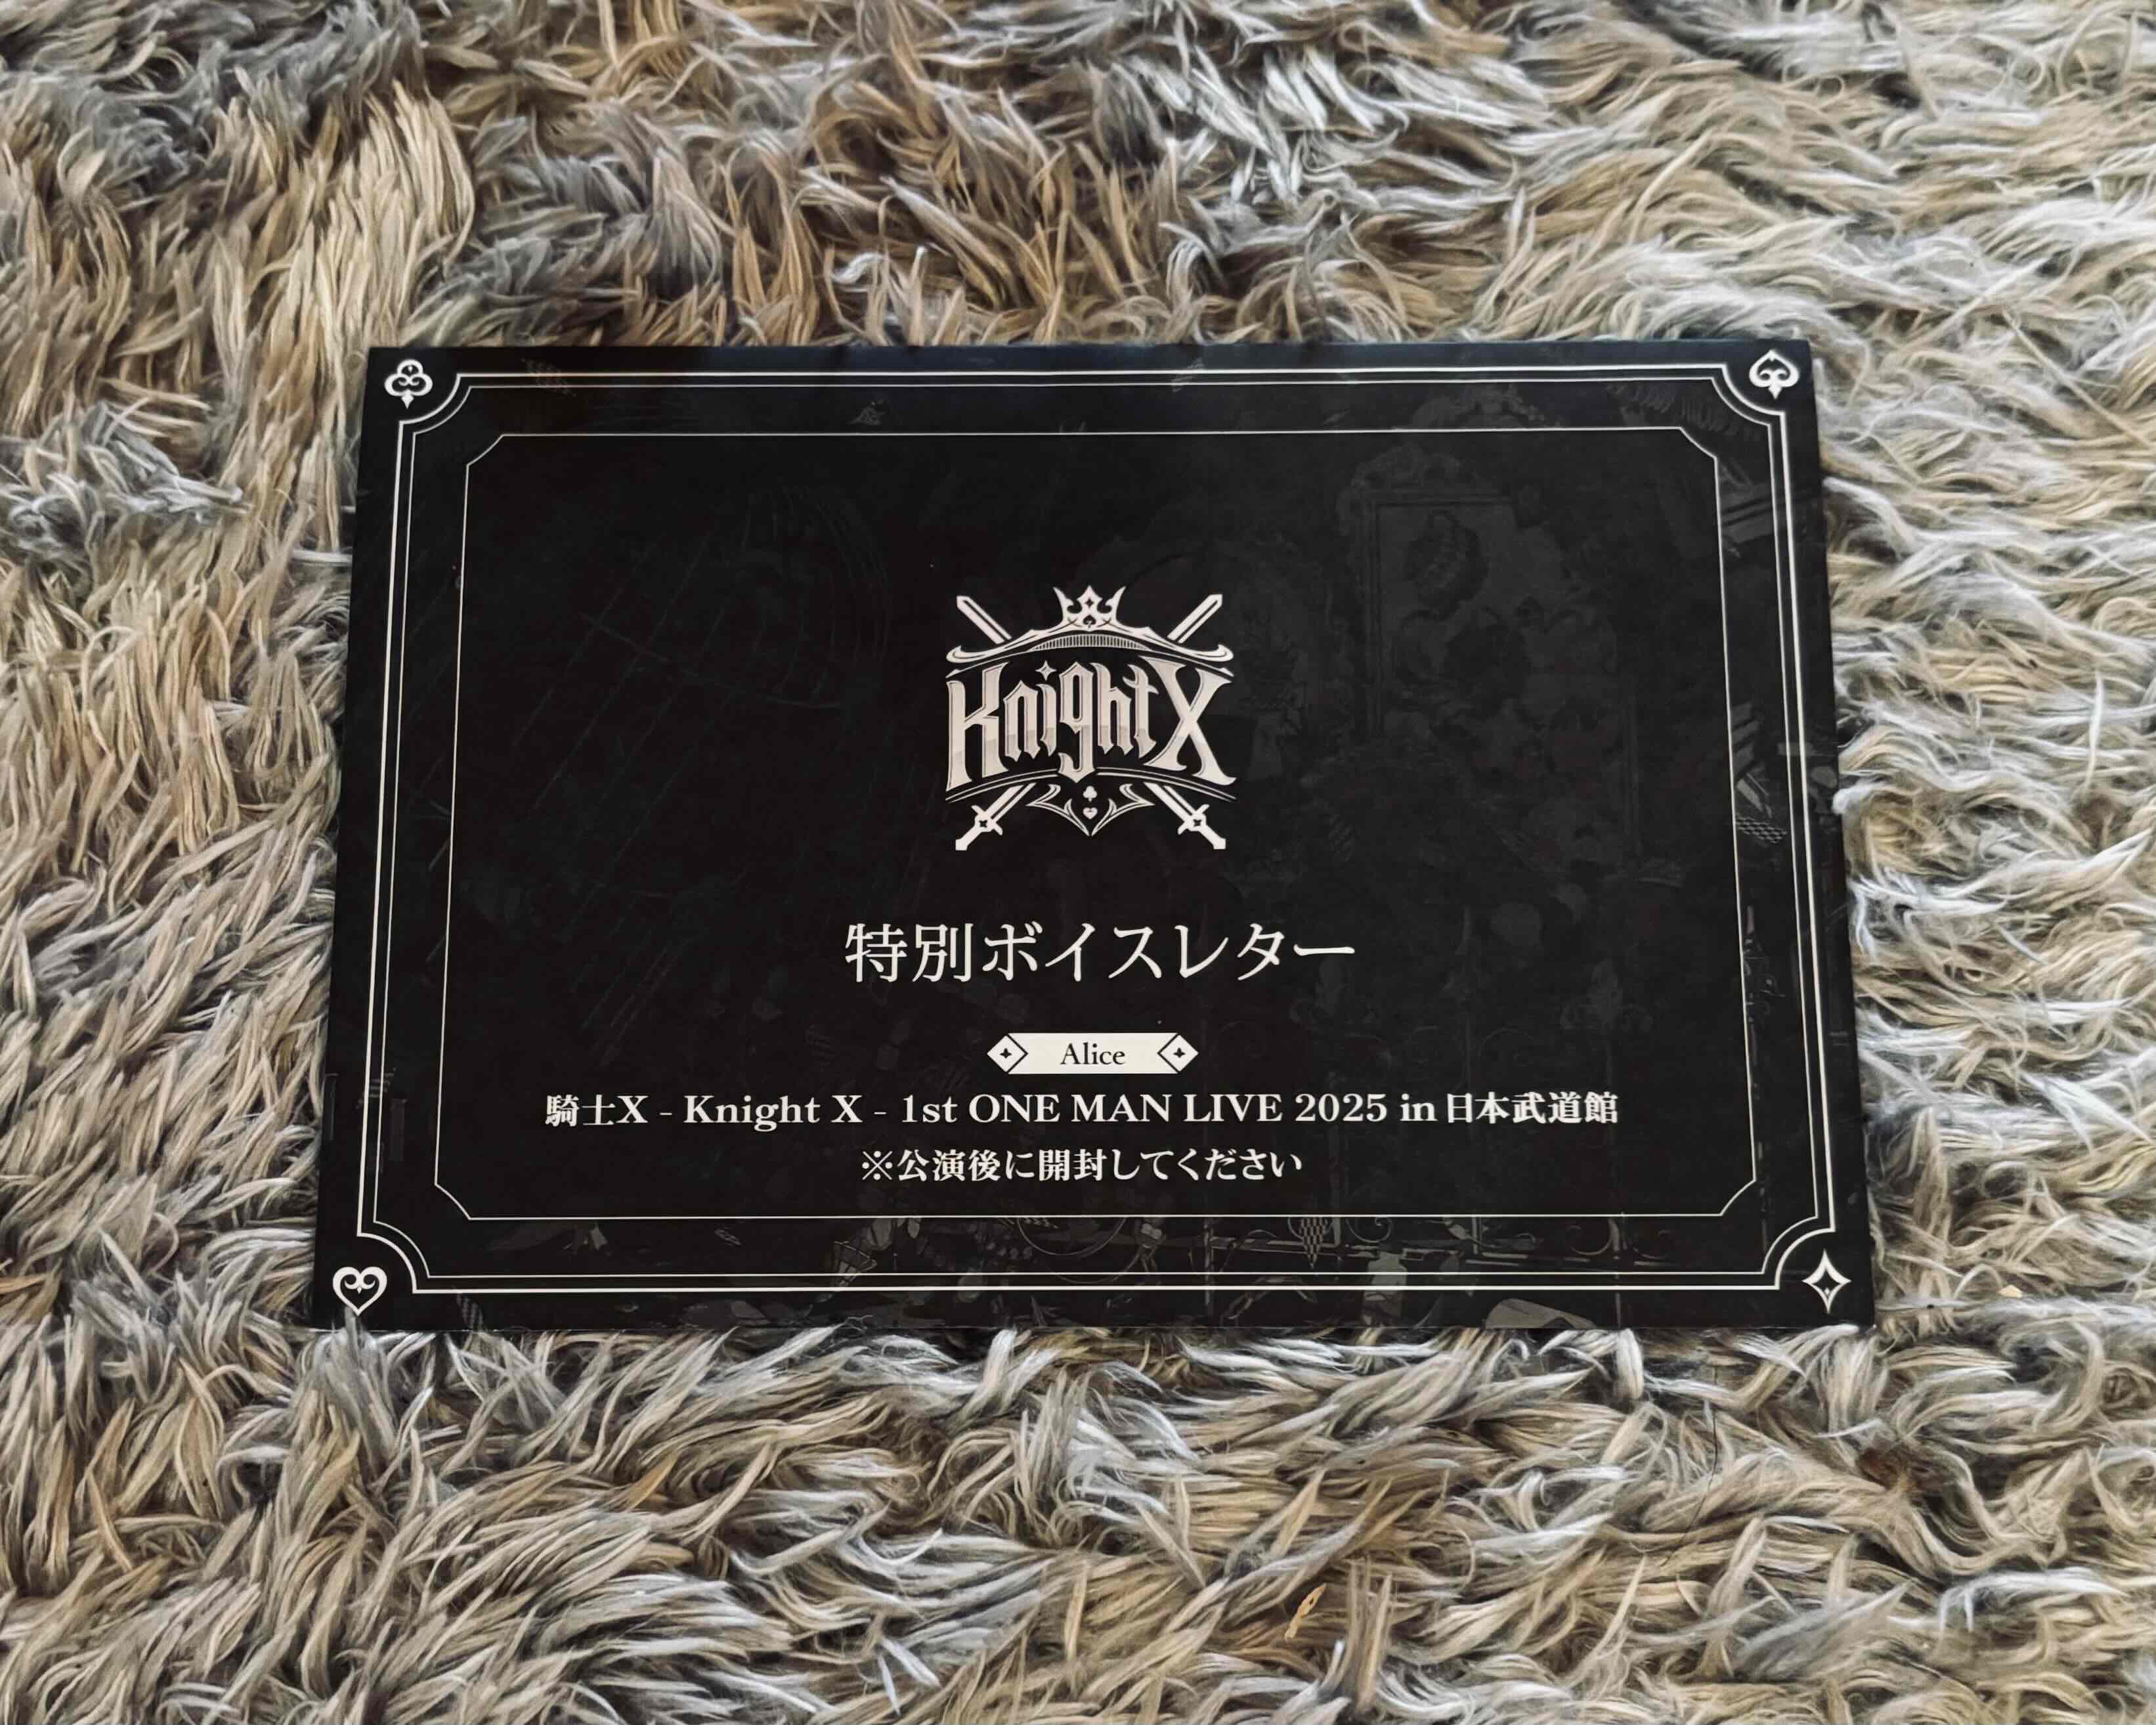 Knight X
特別ボイスレター
Alice
騎士X - Knight X - 1st ONE MAN LIVE 2025 in 日本武道館
※公演後に開封してください